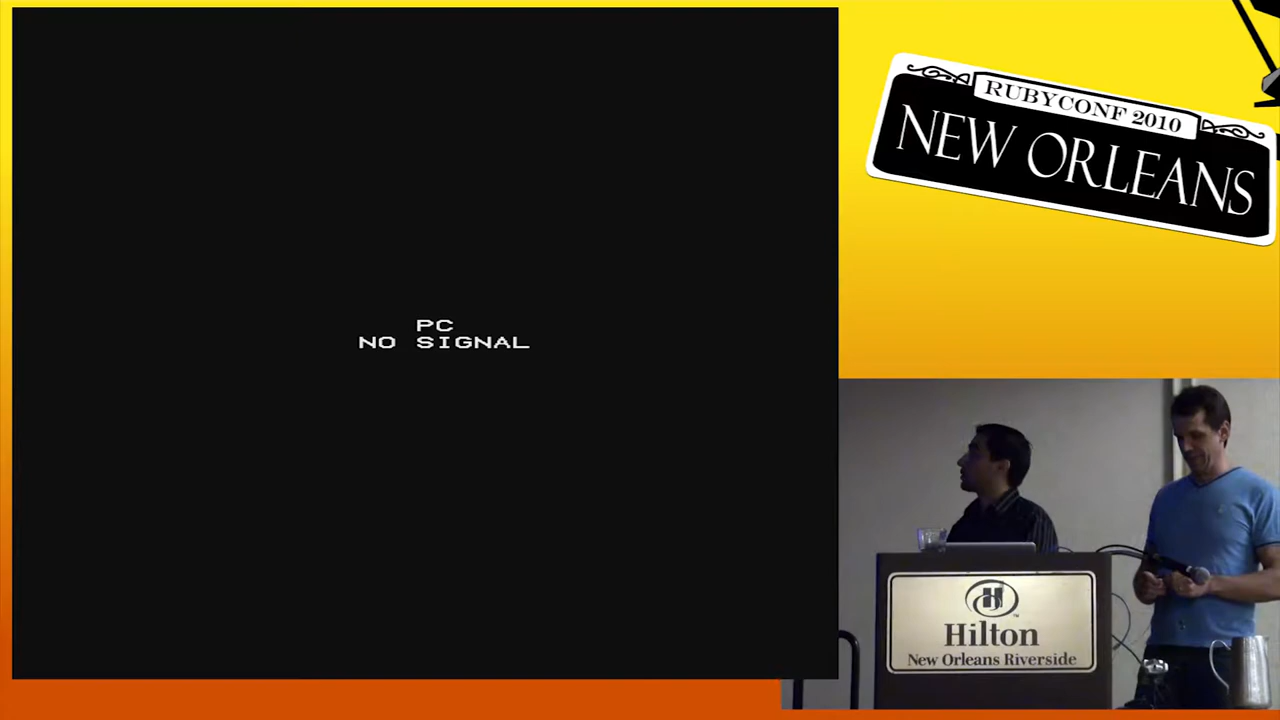 PC
NO SIGNAL
RUBYCONF 2010
NEW ORLEANS
Hilton
New Orleans Riverside